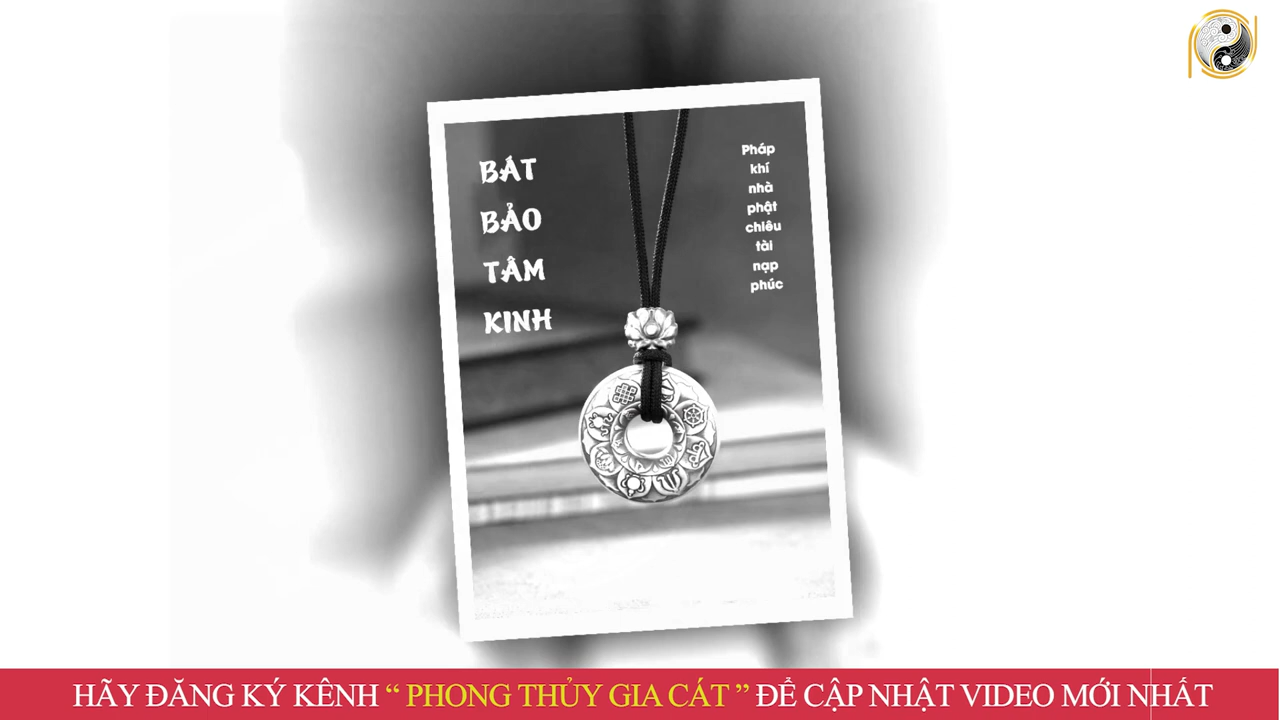 BÁT
BẢO
TÂM
KINH
Pháp
khí
nhà
phật
chiêu
tài
nạp
phúc
HÃY ĐĂNG KÝ KÊNH “ PHONG THỦY GIA CÁT ” ĐỂ CẬP NHẬT VIDEO MỚI NHẤT